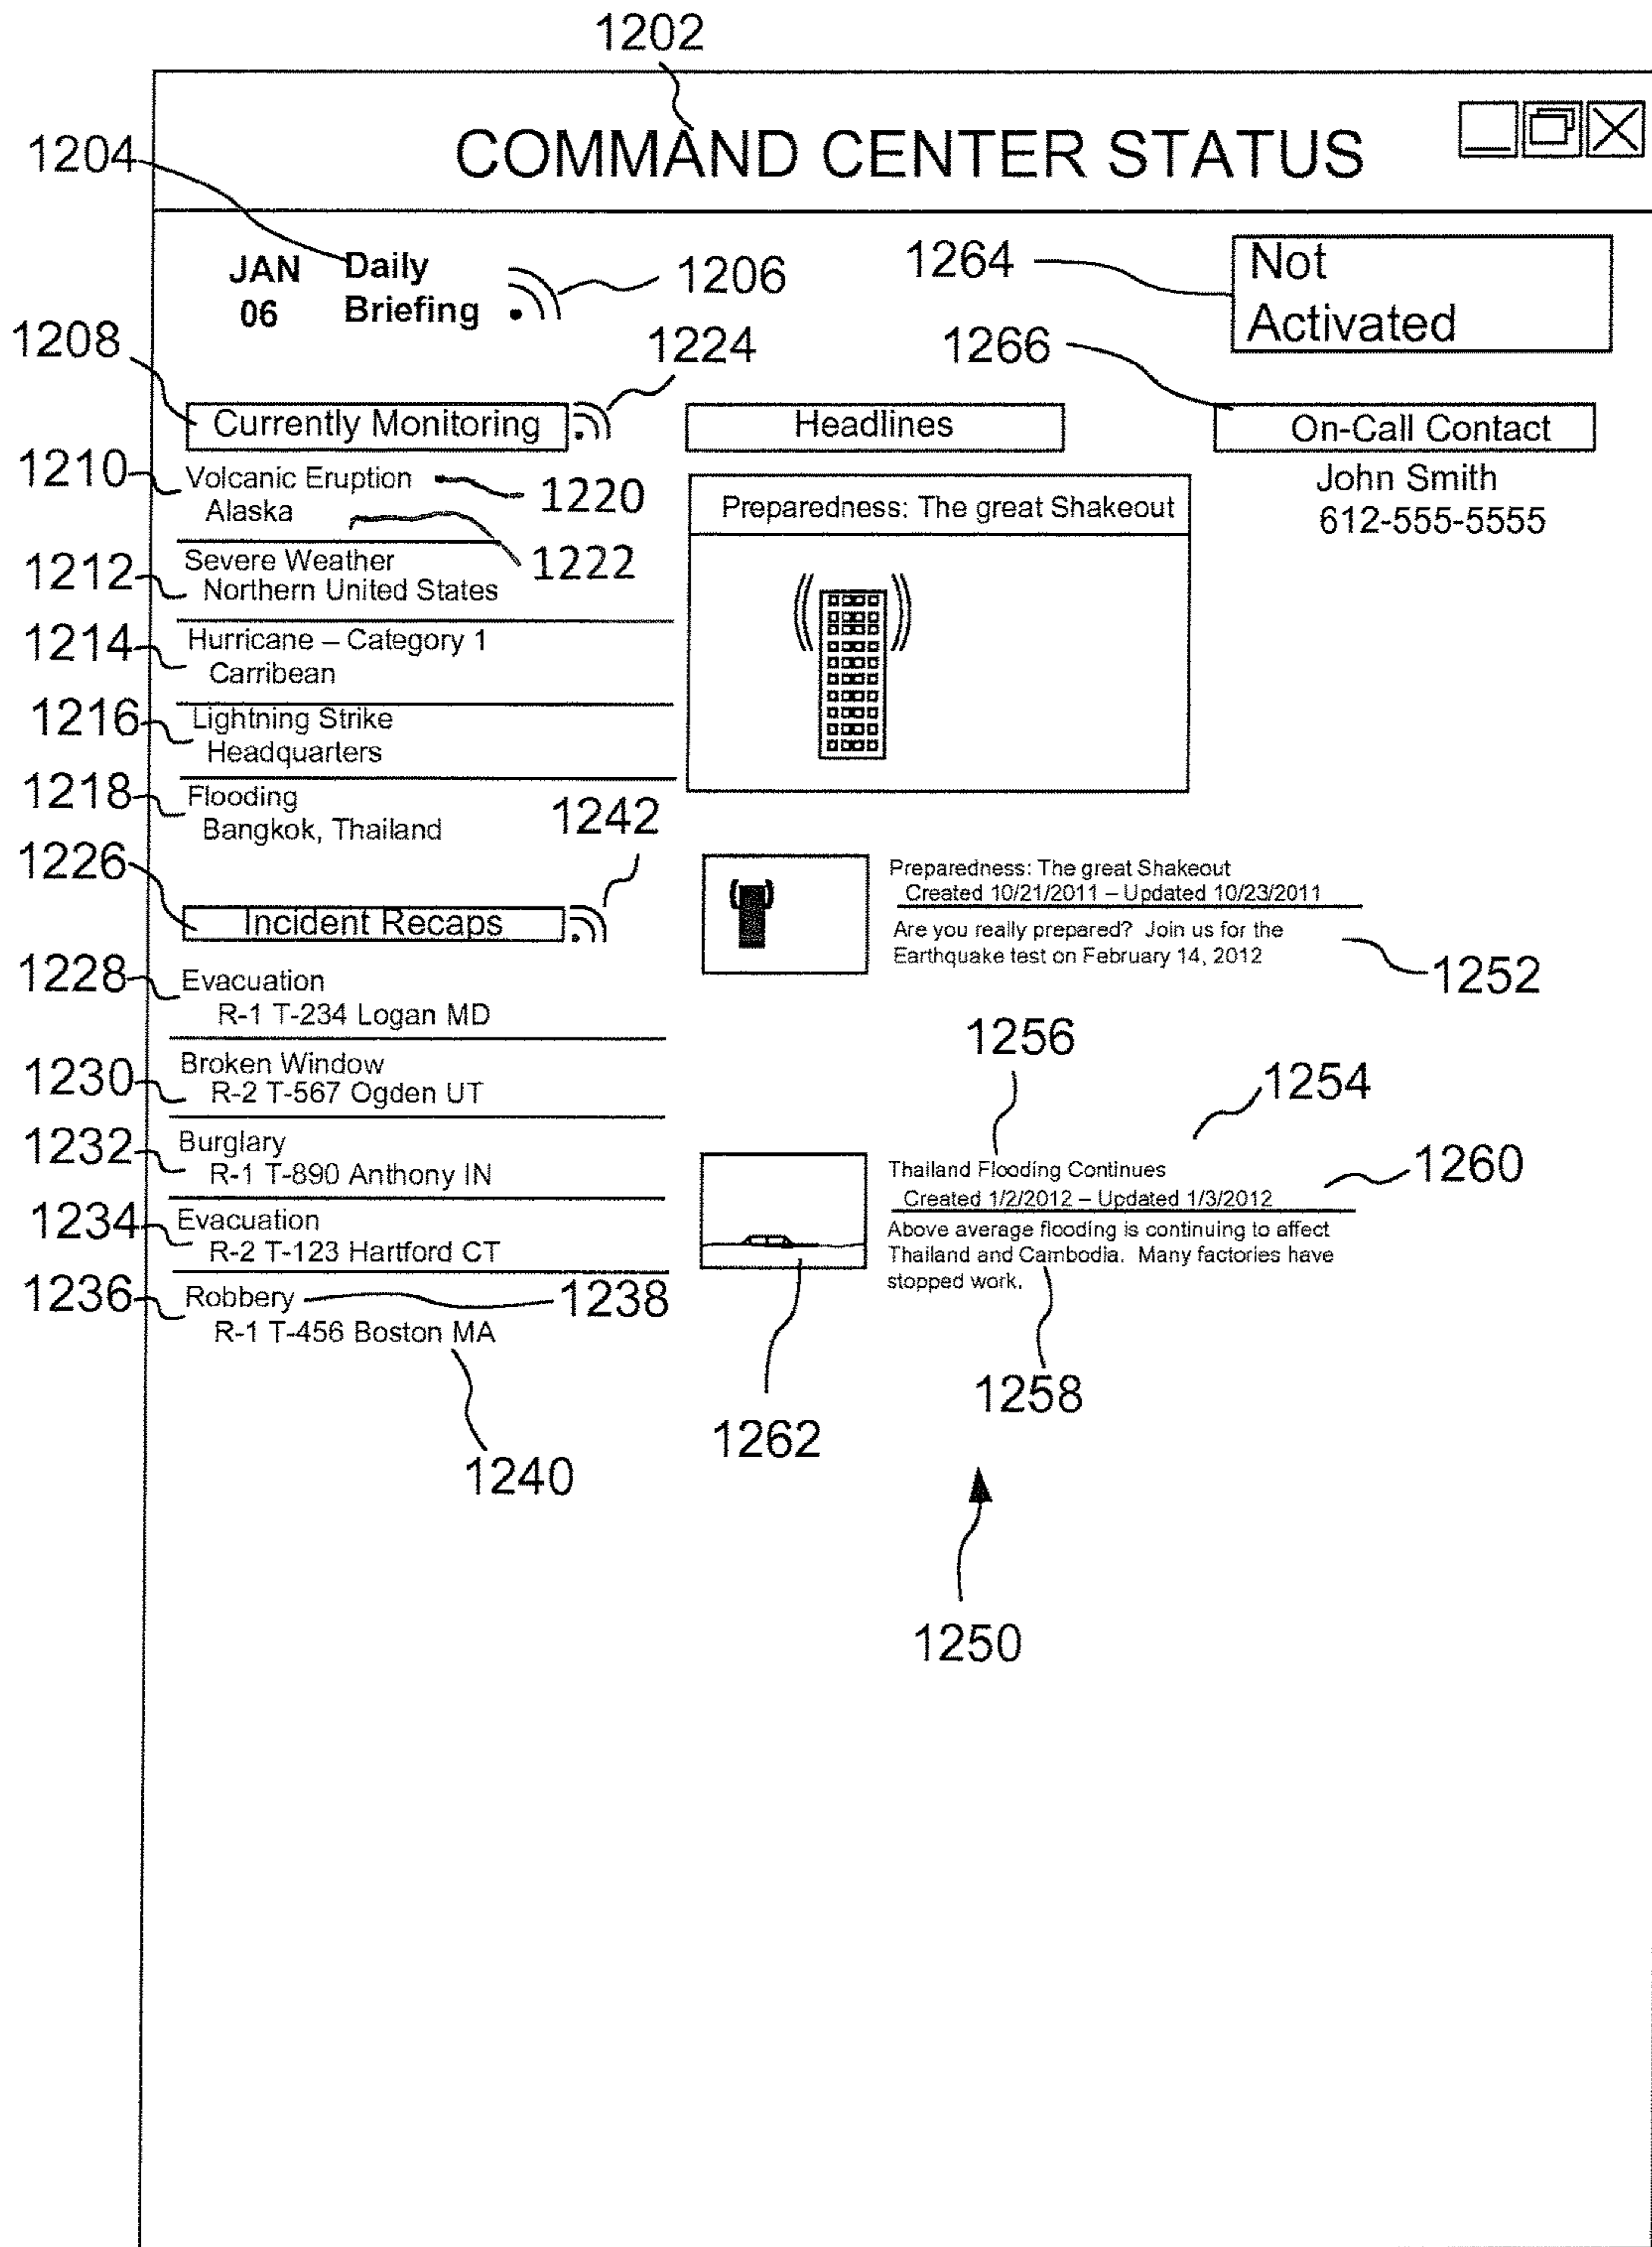 1202
COMMAND CENTER STATUS
1204
JAN 06
Daily Briefing
1206
1264
Not
Activated
1208
1224
1266
Currently Monitoring
Headlines
On-Call Contact
John Smith
612-555-5555
1210
Volcanic Eruption
1220
Alaska
1222
1212
Severe Weather
Northern United States
1214
Hurricane – Category 1
Carribean
1216
Lightning Strike
Headquarters
1218
Flooding
Bangkok, Thailand
1242
1226
Incident Recaps
1228
Evacuation
R-1 T-234 Logan MD
1230
Broken Window
R-2 T-567 Ogden UT
1232
Burglary
R-1 T-890 Anthony IN
1234
Evacuation
R-2 T-123 Hartford CT
1236
Robbery
1238
R-1 T-456 Boston MA
1240
Preparedness: The great Shakeout
Preparedness: The great Shakeout
Created 10/21/2011 – Updated 10/23/2011
Are you really prepared? Join us for the
Earthquake test on February 14, 2012
1252
1256
1254
Thailand Flooding Continues
1260
Created 1/2/2012 – Updated 1/3/2012
Above average flooding is continuing to affect
Thailand and Cambodia. Many factories have
stopped work.
1262
1258
1250